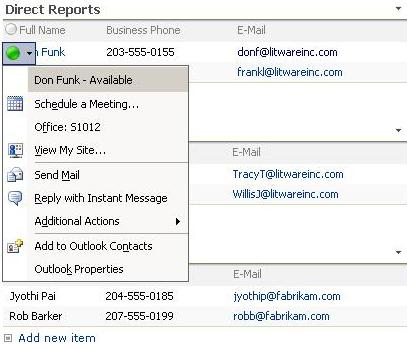 Direct Reports
Full Name Business Phone E-Mail
n Funk 203-555-0155 donf@litwareinc.com
Don Funk - Available frankl@litwareinc.com
Schedule a Meeting...
Office: S1012
View My Site... E-Mail
Send Mail TracyT@litwareinc.com
Reply with Instant Message WillisJ@litwareinc.com
Additional Actions
Add to Outlook Contacts
Outlook Properties E-Mail
Jyothi Pai 204-555-0185 jyothip@fabrikam.com
Rob Barker 207-555-0199 robb@fabrikam.com
Add new item